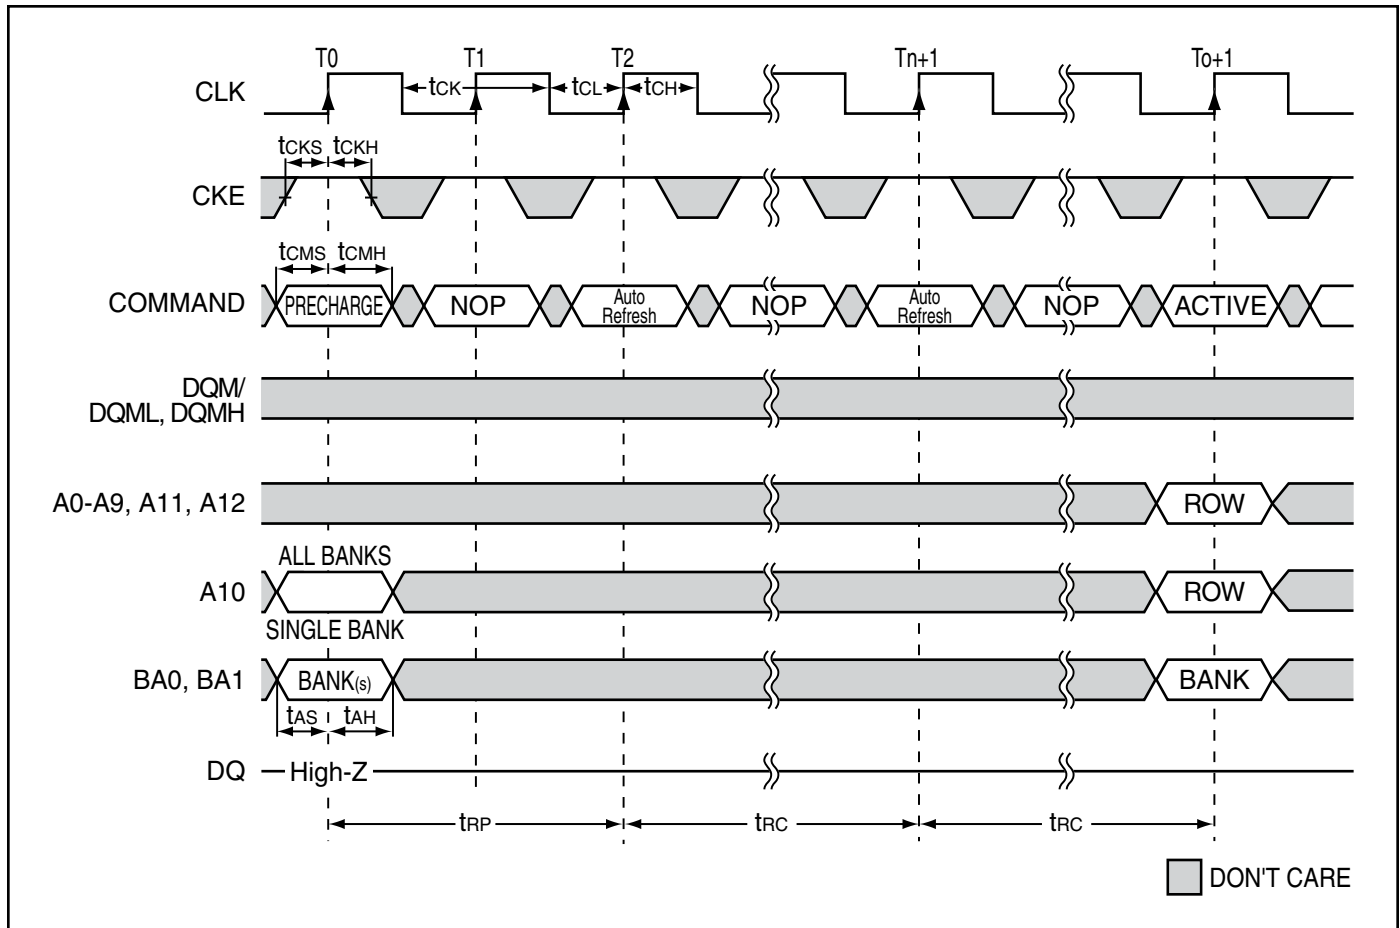 T0 T1 T2 Tn+1 To+1
CLK tCK tCL tCH
tCKS tCKH
CKE
tCMS tCMH
COMMAND PRECHARGE NOP Auto Refresh NOP Auto Refresh NOP ACTIVE
DQM/
DQML, DQMH
A0-A9, A11, A12 ROW
ALL BANKS
A10 ROW
SINGLE BANK
BA0, BA1 BANK(s) BANK
tAS tAH
DQ High-Z
tRP tRC tRC
DON'T CARE